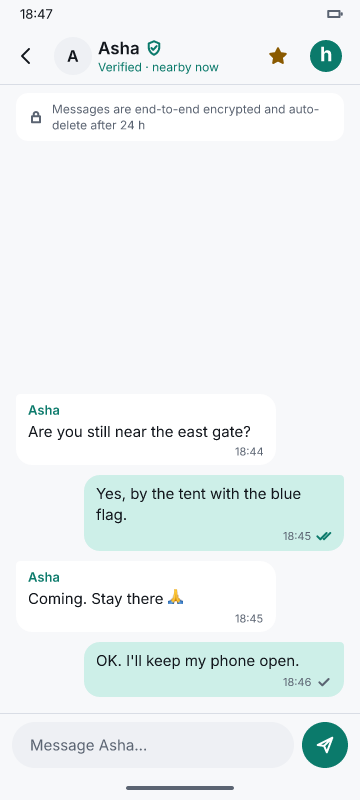 18:47
A
Asha
Verified · nearby now
h
Messages are end-to-end encrypted and auto-
delete after 24 h
Asha
Are you still near the east gate?
18:44
Yes, by the tent with the blue
flag.
18:45
Asha
Coming. Stay there 🙏
18:45
OK. I'll keep my phone open.
18:46
Message Asha...